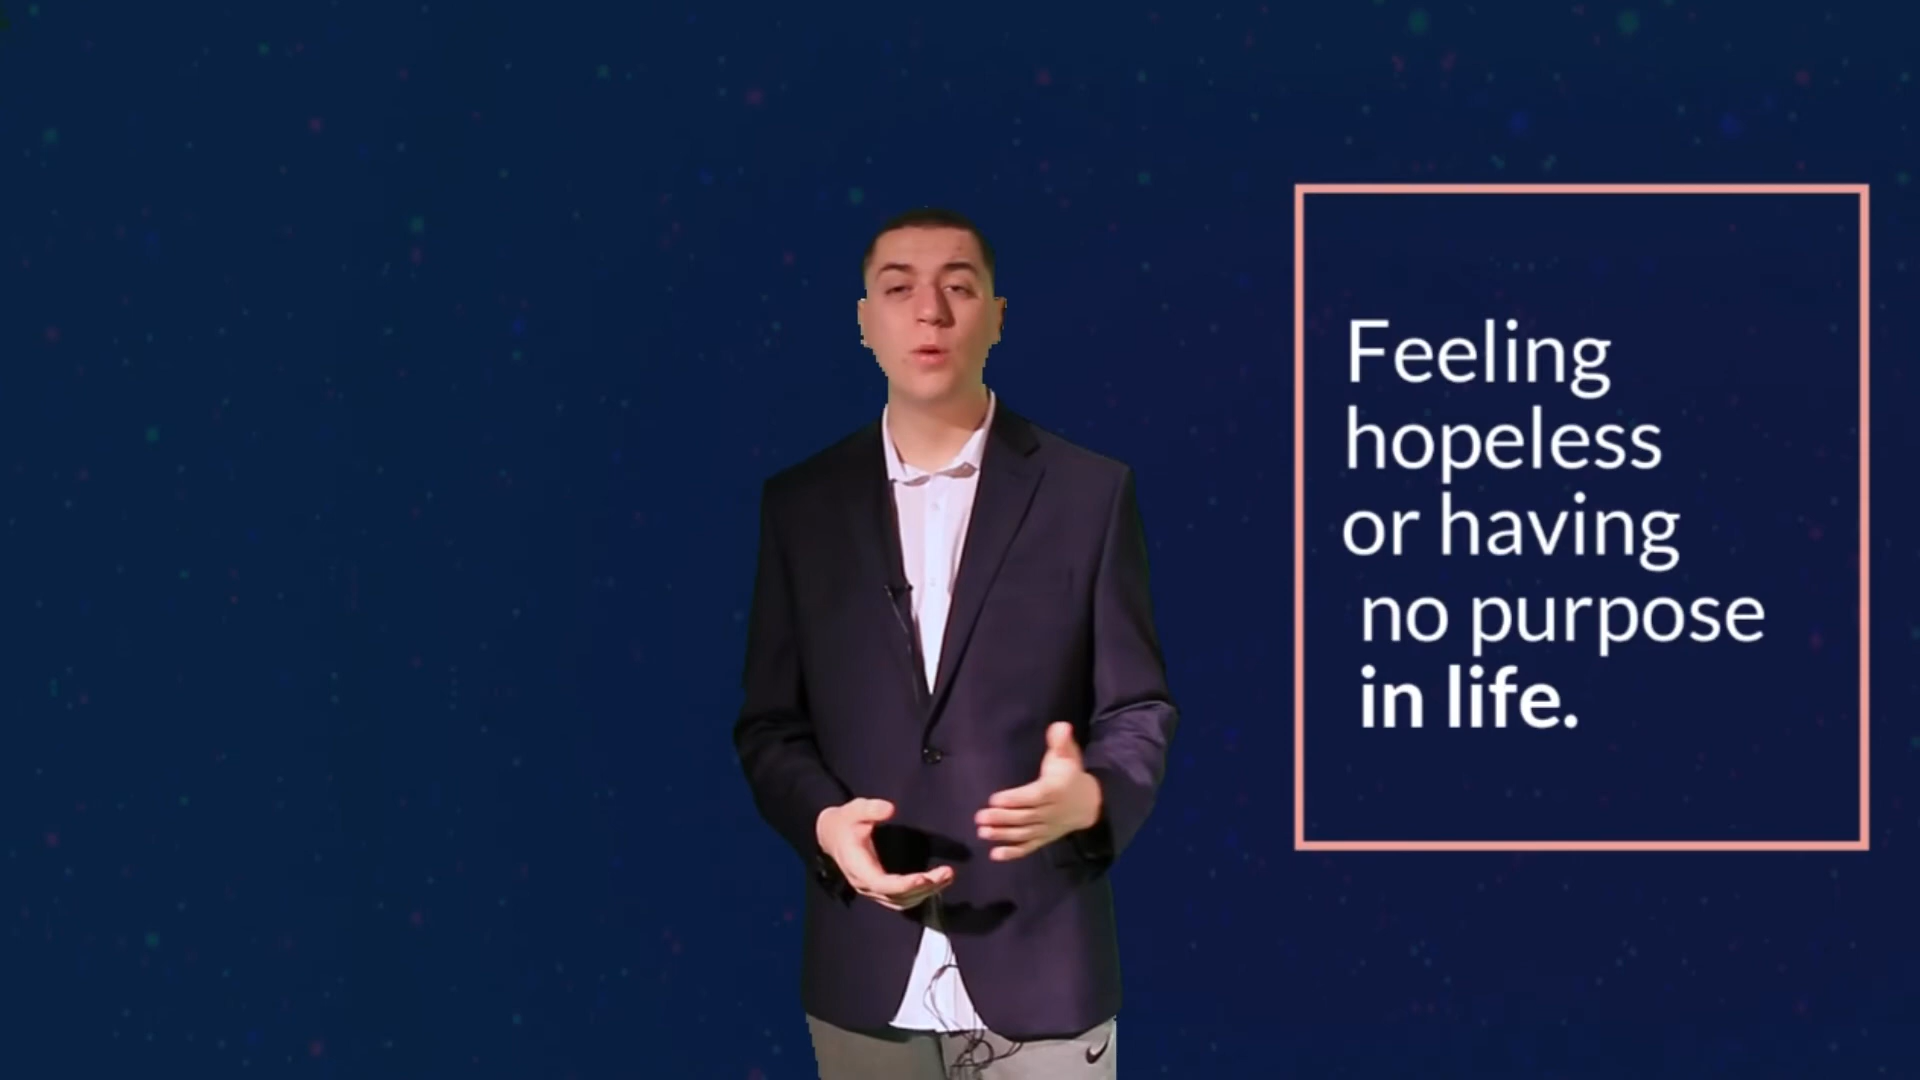 Feeling
hopeless
or having
no purpose
in life.